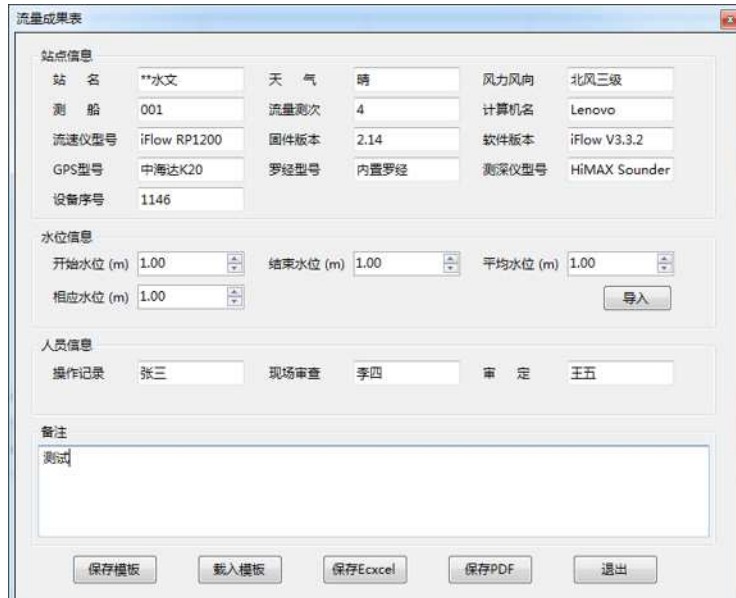 流量成果表
站点信息
站 名 **水文 天 气 晴 风力风向 北风三级
测 船 001 流量测次 4 计算机名 Lenovo
流速仪型号 iFlow RP1200 固件版本 2.14 软件版本 iFlow V3.3.2
GPS型号 中海达K20 罗经型号 内置罗经 测深仪型号 HiMAX Sounder
设备序号 1146
水位信息
开始水位 (m) 1.00 结束水位 (m) 1.00 平均水位 (m) 1.00
相应水位 (m) 1.00 导入
人员信息
操作记录 张三 现场审查 李四 审 定 王五
备注
测试
保存模板 载入模板 保存Ecxcel 保存PDF 退出